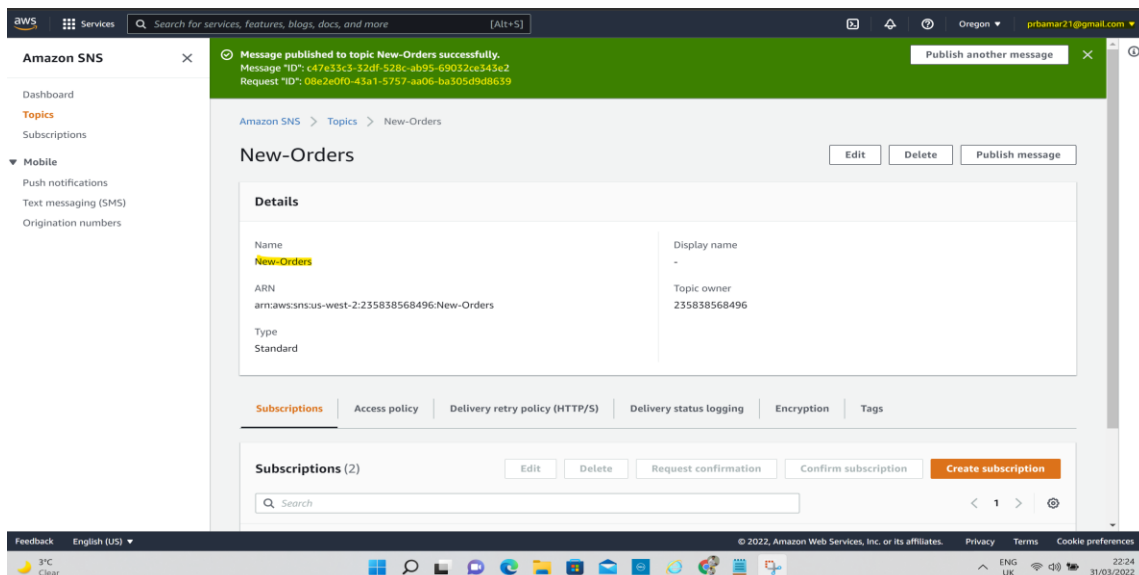 aws
Services
Search for services, features, blogs, docs, and more
[Alt+S]
Oregon
prbamar21@gmail.com
Amazon SNS
Dashboard
Topics
Subscriptions
Mobile
Push notifications
Text messaging (SMS)
Origination numbers
Message published to topic New-Orders successfully.
Message "ID": c47e33c3-32df-528c-ab95-69032ce343e2
Request "ID": 08e2e0f0-43a1-5757-aa06-ba305d9d8639
Publish another message
Amazon SNS > Topics > New-Orders
New-Orders
Edit
Delete
Publish message
Details
Name
New-Orders
ARN
arn:aws:sns:us-west-2:235838568496:New-Orders
Type
Standard
Display name
-
Topic owner
235838568496
Subscriptions
Access policy
Delivery retry policy (HTTP/S)
Delivery status logging
Encryption
Tags
Subscriptions (2)
Edit
Delete
Request confirmation
Confirm subscription
Create subscription
Search
1
Feedback
English (US)
© 2022, Amazon Web Services, Inc. or its affiliates.
Privacy
Terms
Cookie preferences
3°C
Clear
ENG
UK
22:24
31/03/2022